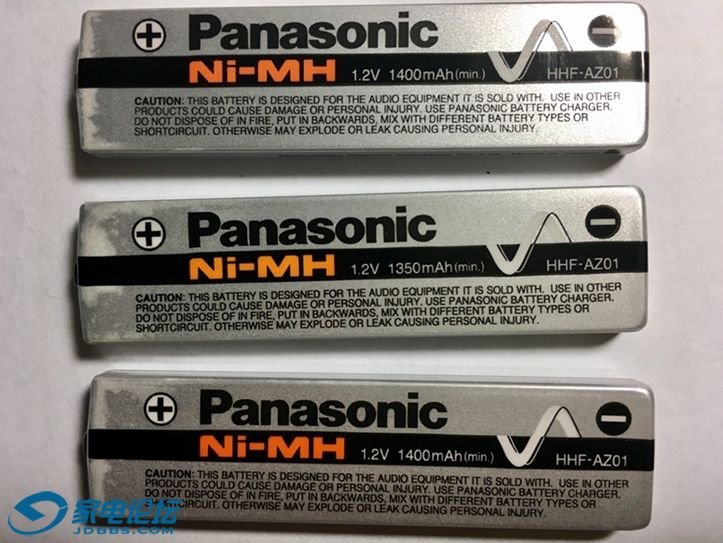 Panasonic
Ni-MH 1.2V 1400mAh(min.) HHF-AZ01
CAUTION: THIS BATTERY IS DESIGNED FOR THE AUDIO EQUIPMENT IT IS SOLD WITH. USE IN OTHER
PRODUCTS COULD CAUSE DAMAGE OR PERSONAL INJURY. USE PANASONIC BATTERY CHARGER.
DO NOT DISPOSE OF IN FIRE, PUT IN BACKWARDS, MIX WITH DIFFERENT BATTERY TYPES OR
SHORTCIRCUIT. OTHERWISE MAY EXPLODE OR LEAK CAUSING PERSONAL INJURY.
Panasonic
Ni-MH 1.2V 1350mAh(min.) HHF-AZ01
CAUTION: THIS BATTERY IS DESIGNED FOR THE AUDIO EQUIPMENT IT IS SOLD WITH. USE IN OTHER
PRODUCTS COULD CAUSE DAMAGE OR PERSONAL INJURY. USE PANASONIC BATTERY CHARGER.
DO NOT DISPOSE OF IN FIRE, PUT IN BACKWARDS, MIX WITH DIFFERENT BATTERY TYPES OR
SHORTCIRCUIT. OTHERWISE MAY EXPLODE OR LEAK CAUSING PERSONAL INJURY.
Panasonic
Ni-MH 1.2V 1400mAh(min.) HHF-AZ01
CAUTION: THIS BATTERY IS DESIGNED FOR THE AUDIO EQUIPMENT IT IS SOLD WITH. USE IN OTHER
PRODUCTS COULD CAUSE DAMAGE OR PERSONAL INJURY. USE PANASONIC BATTERY CHARGER.
DO NOT DISPOSE OF IN FIRE, PUT IN BACKWARDS, MIX WITH DIFFERENT BATTERY TYPES OR
SHORTCIRCUIT. OTHERWISE MAY EXPLODE OR LEAK CAUSING PERSONAL INJURY.
家电论坛
JDBBS.COM